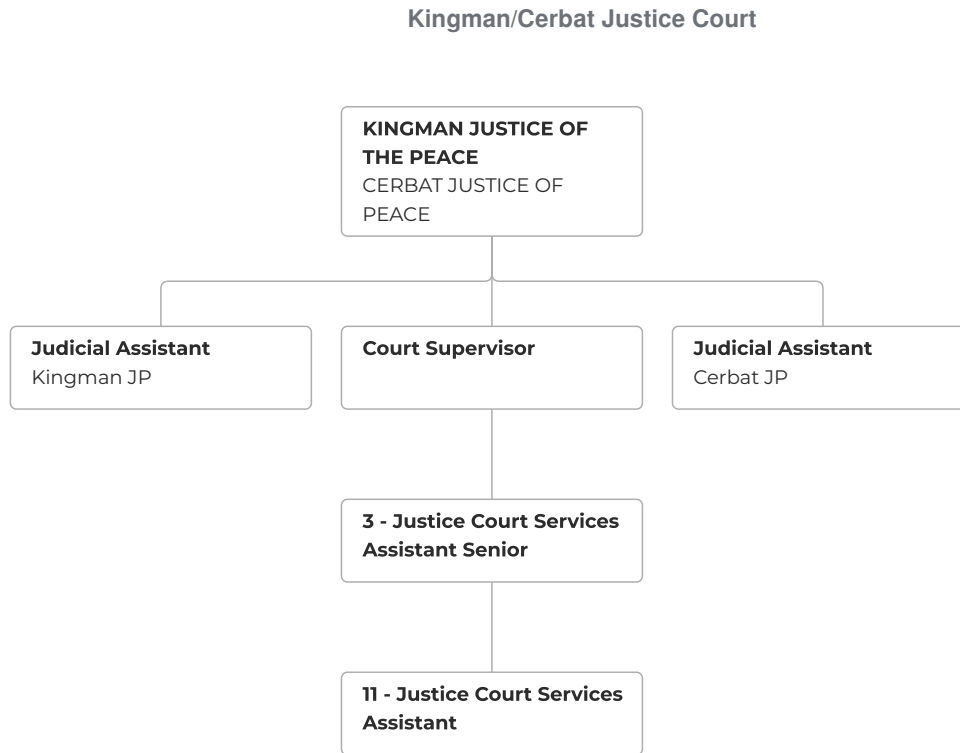 Kingman/Cerbat Justice Court
KINGMAN JUSTICE OF
THE PEACE
CERBAT JUSTICE OF
PEACE
Judicial Assistant
Kingman JP
Court Supervisor
Judicial Assistant
Cerbat JP
3 - Justice Court Services
Assistant Senior
11 - Justice Court Services
Assistant